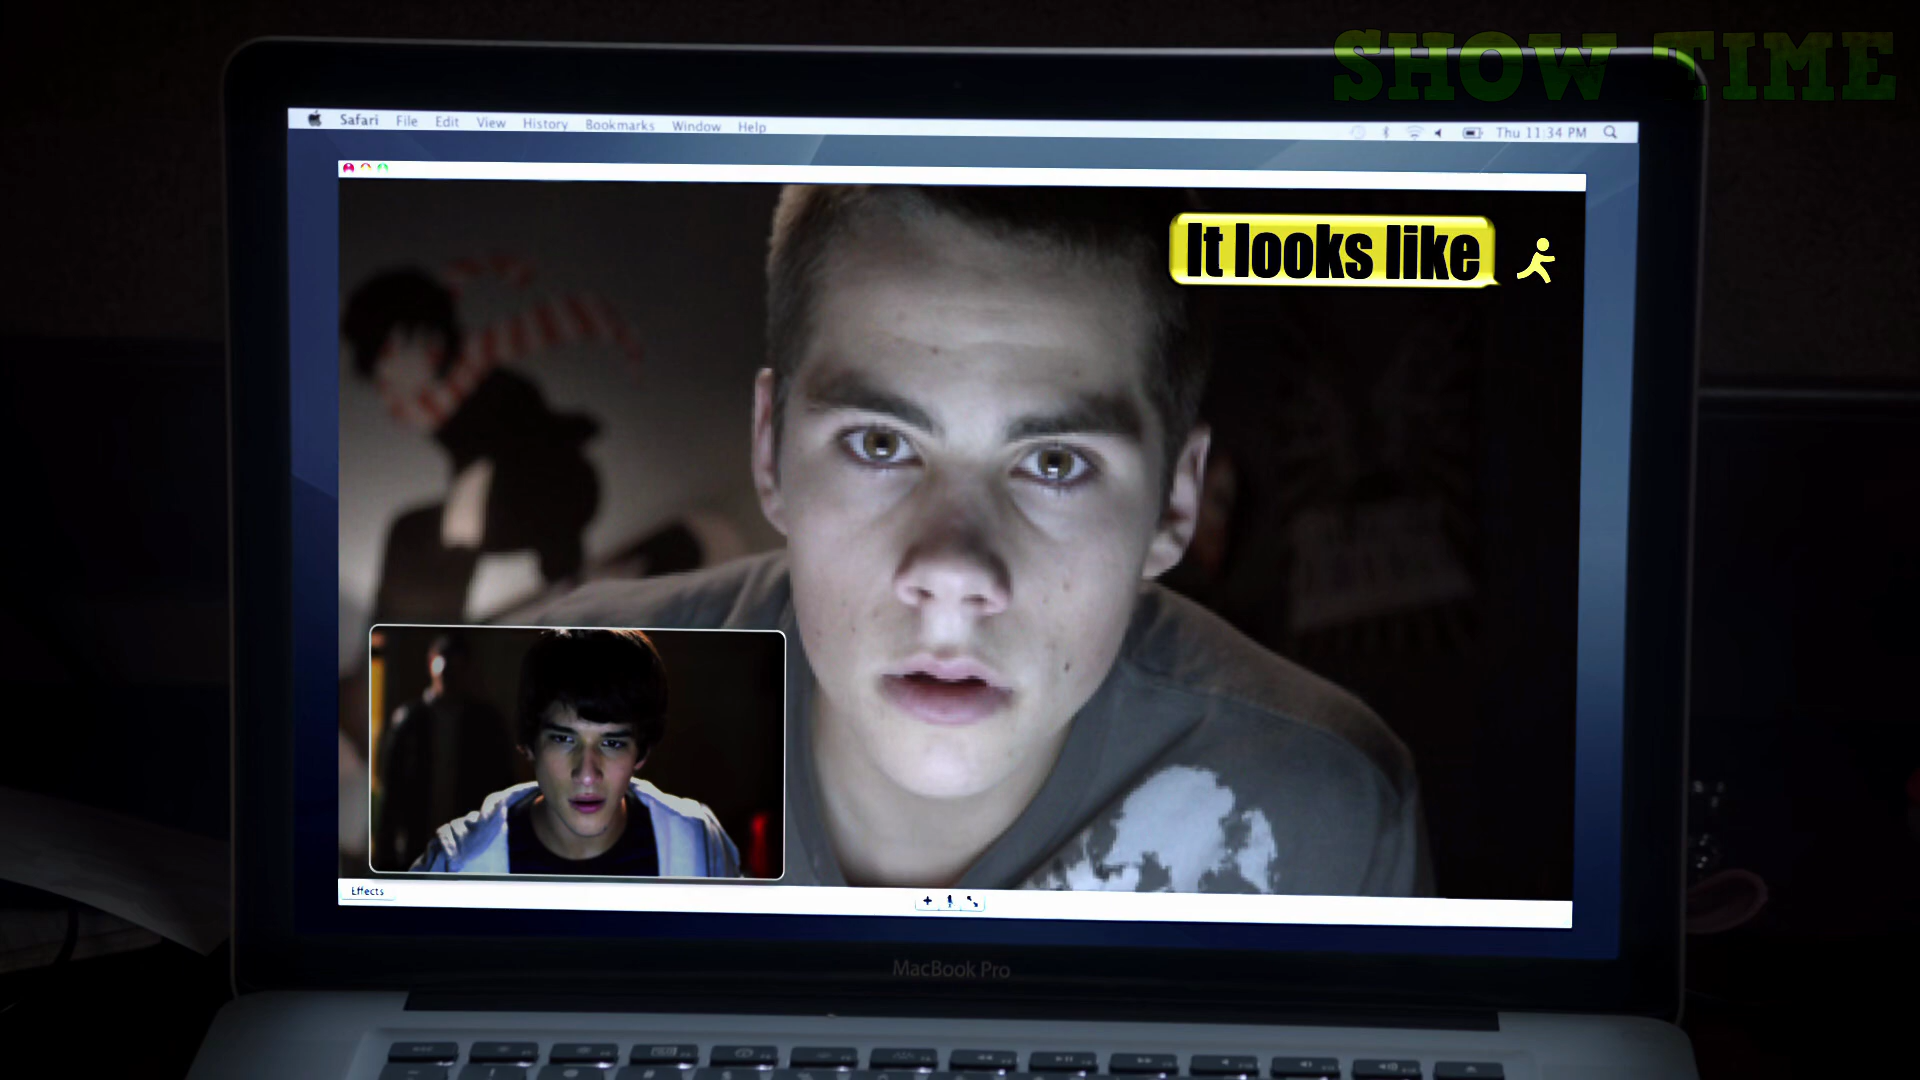 SHOW TIME
Safari File Edit View History Bookmarks Window Help
Thu 11:34 PM
It looks like
Effects
MacBook Pro